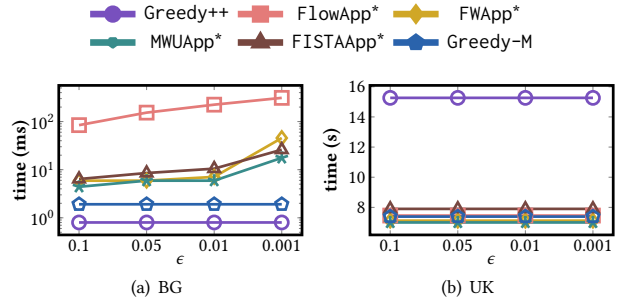 Greedy++ FlowApp* FWApp*
MWUApp* FISTAApp* Greedy-M
time (ms)
10²
10¹
10⁰
0.1 0.05 0.01 0.001
ϵ
(a) BG
time (s)
16
14
12
10
8
0.1 0.05 0.01 0.001
ϵ
(b) UK